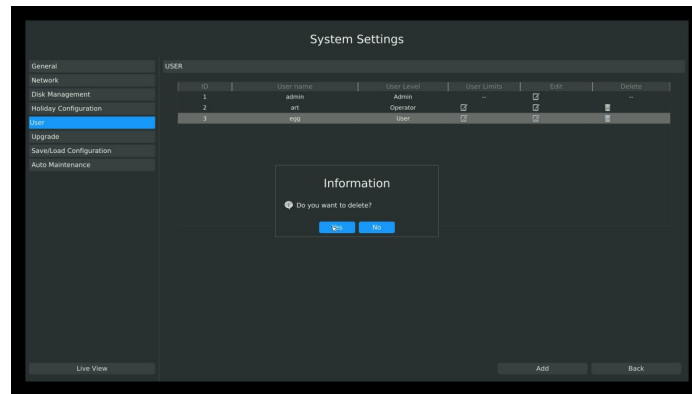 System Settings
General
Network
Disk Management
Holiday Configuration
User
Upgrade
Save/Load Configuration
Auto Maintenance
USER
ID User name User Level User Limits Edit Delete
1 admin Admin -- --
2 art Operator
3 egg User
Information
Do you want to delete?
Yes No
Live View Add Back